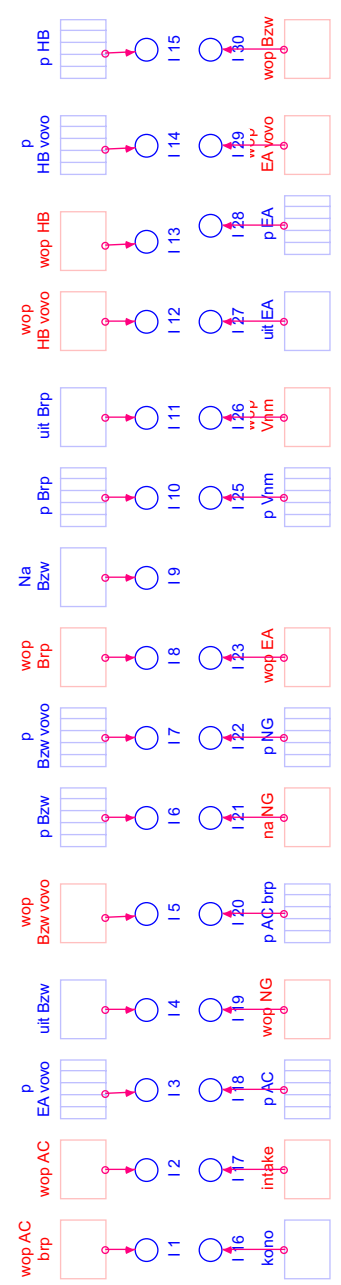 wop AC
brp
wop AC
p
EA vovo
uit Bzw
wop
Bzw vovo
p Bzw
p
Bzw vovo
wop
Brp
Na
Bzw
p Brp
uit Brp
wop
HB vovo
wop HB
p
HB vovo
p HB
I 1
I 2
I 3
I 4
I 5
I 6
I 7
I 8
I 9
I 10
I 11
I 12
I 13
I 14
I 15
I 16
I 17
I 18
I 19
I 20
I 21
I 22
I 23
I 25
I 26
I 27
I 28
I 29
I 30
kono
intake
p AC
wop NG
p AC brp
na NG
p NG
wop EA
p Vnm
wop
Vnm
uit EA
p EA
wop
EA vovo
wop Bzw